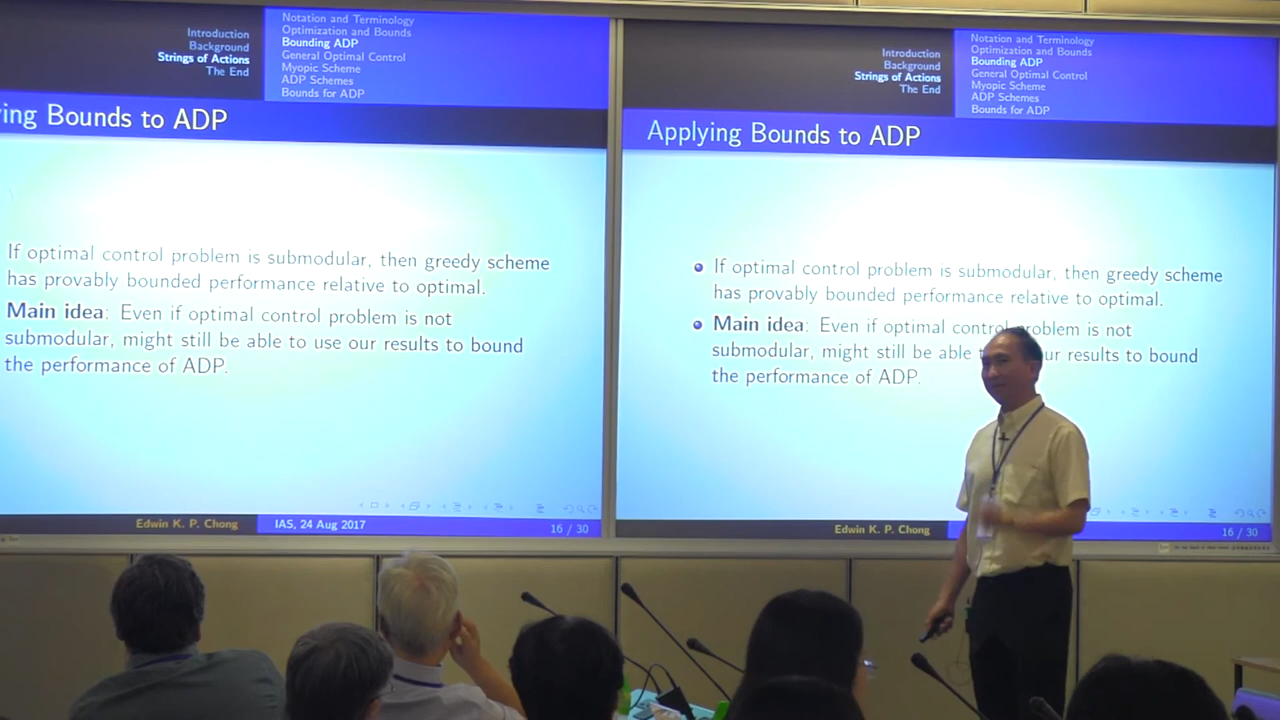 Introduction
Background
Strings of Actions
The End
Notation and Terminology
Optimization and Bounds
Bounding ADP
General Optimal Control
Myopic Scheme
ADP Schemes
Bounds for ADP
ing Bounds to ADP
If optimal control problem is submodular, then greedy scheme
has provably bounded performance relative to optimal.
Main idea: Even if optimal control problem is not
submodular, might still be able to use our results to bound
the performance of ADP.
Edwin K. P. Chong
IAS, 24 Aug 2017
16 / 30
Introduction
Background
Strings of Actions
The End
Notation and Terminology
Optimization and Bounds
Bounding ADP
General Optimal Control
Myopic Scheme
ADP Schemes
Bounds for ADP
Applying Bounds to ADP
If optimal control problem is submodular, then greedy scheme
has provably bounded performance relative to optimal.
Main idea: Even if optimal control problem is not
submodular, might still be able ur results to bound
the performance of ADP.
Edwin K. P. Chong
16 / 30